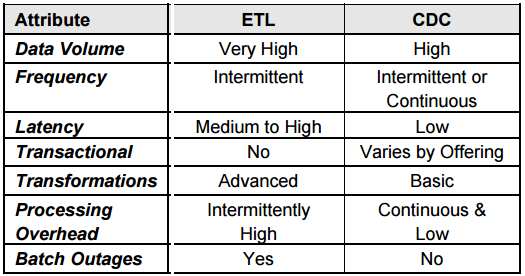 Attribute ETL CDC
Data Volume Very High High
Frequency Intermittent Intermittent or
Continuous
Latency Medium to High Low
Transactional No Varies by Offering
Transformations Advanced Basic
Processing Intermittently Continuous &
Overhead High Low
Batch Outages Yes No